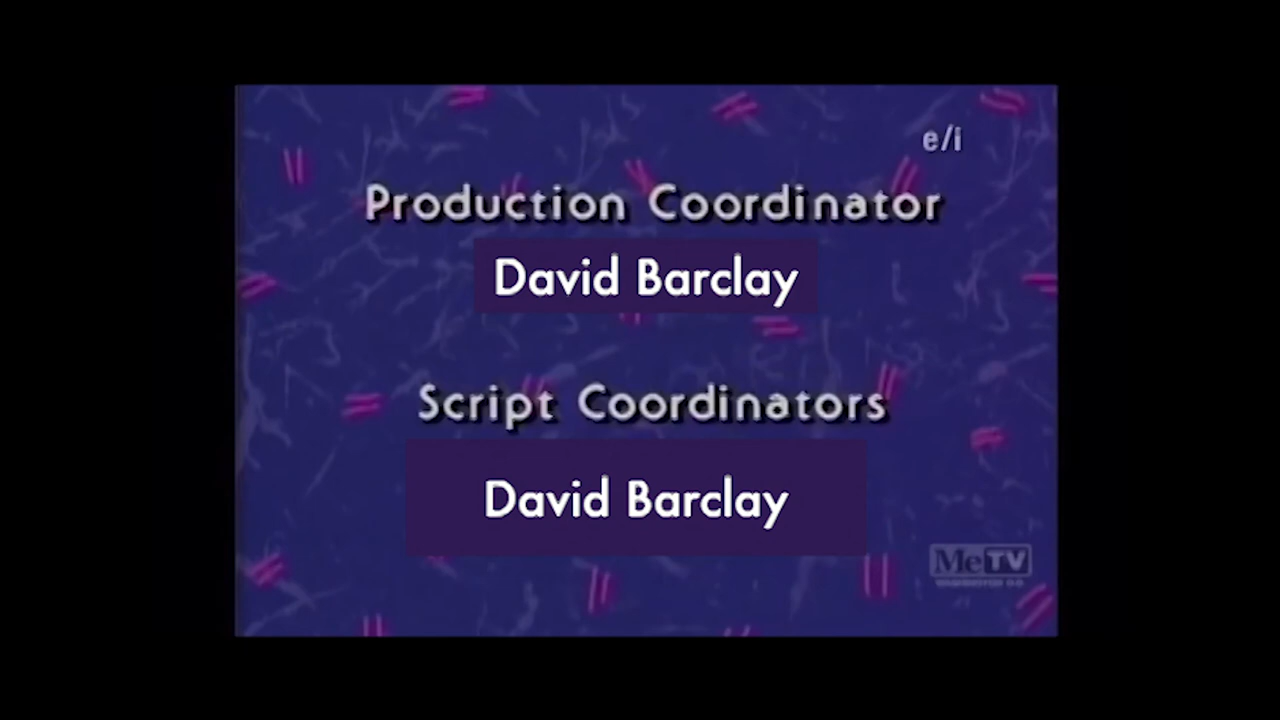 e/i
Production Coordinator
David Barclay
Script Coordinators
David Barclay
MeTV